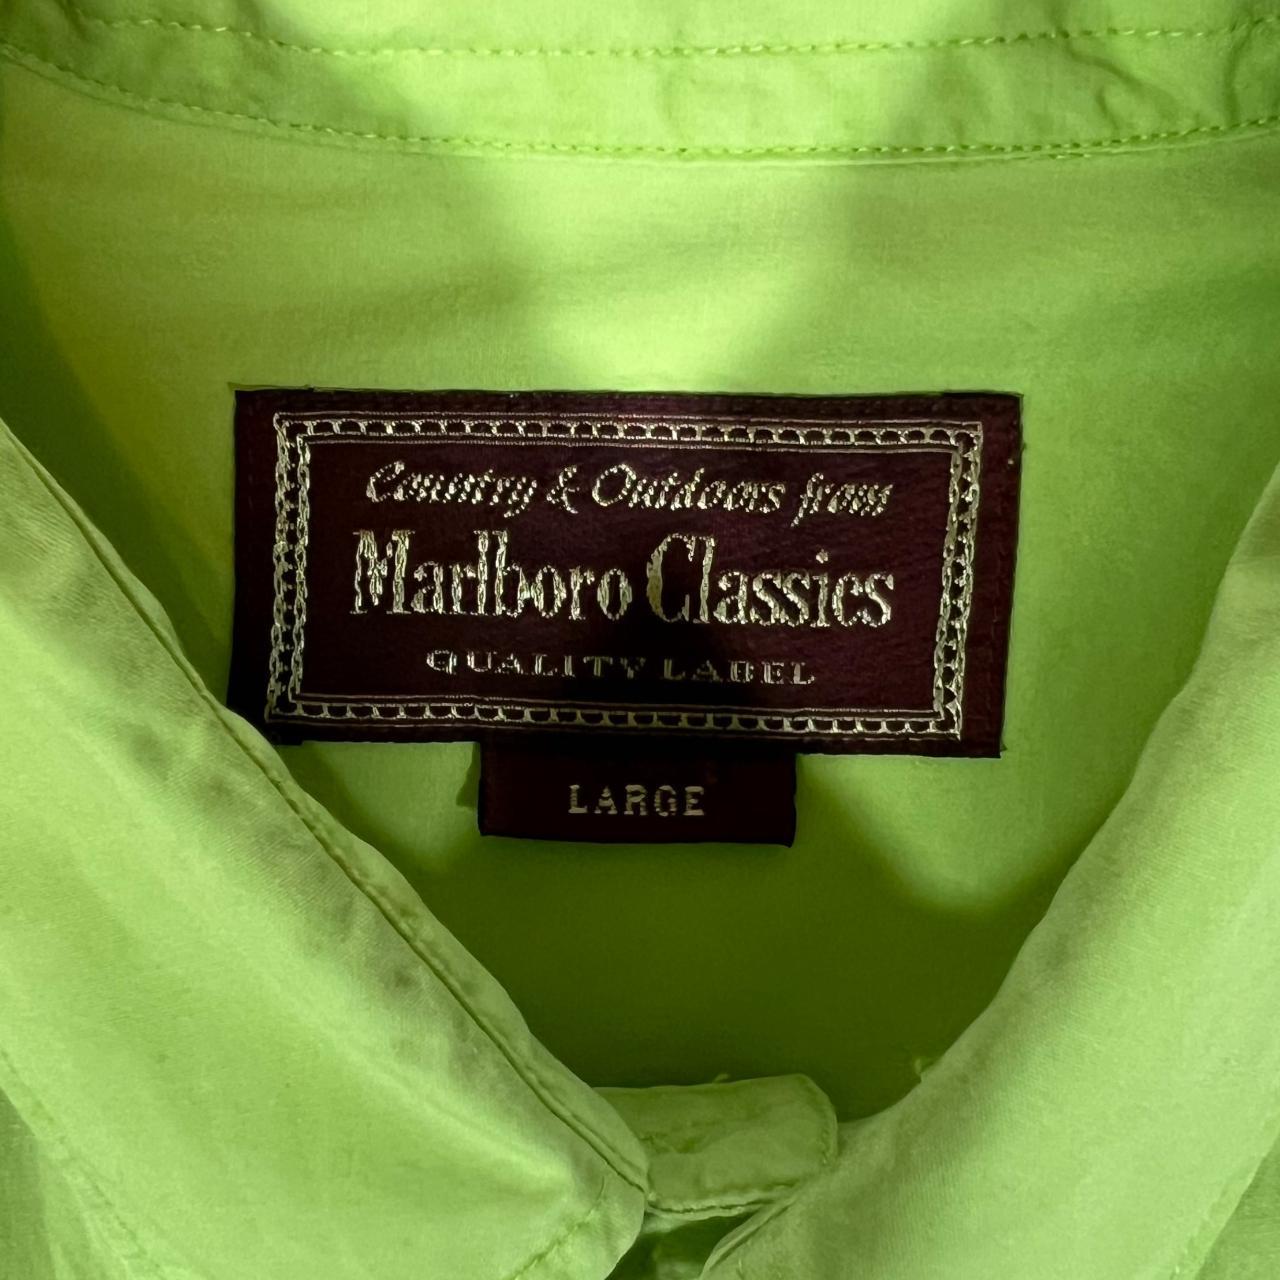 Country & Outdoors from
Marlboro Classics
QUALITY LABEL
LARGE